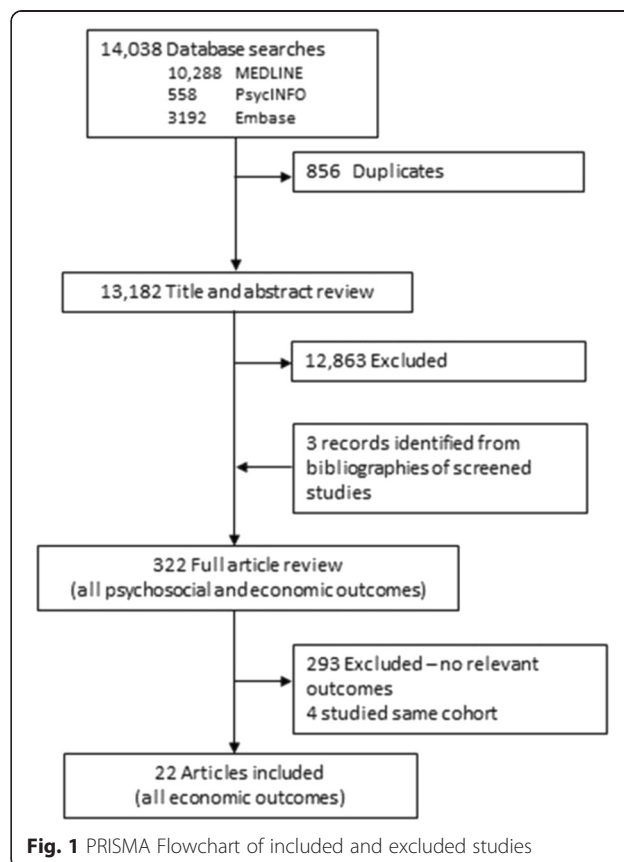 14,038 Database searches
10,288 MEDLINE
558 PsycINFO
3192 Embase
856 Duplicates
13,182 Title and abstract review
12,863 Excluded
3 records identified from
bibliographies of screened
studies
322 Full article review
(all psychosocial and economic outcomes)
293 Excluded – no relevant
outcomes
4 studied same cohort
22 Articles included
(all economic outcomes)
Fig. 1 PRISMA Flowchart of included and excluded studies